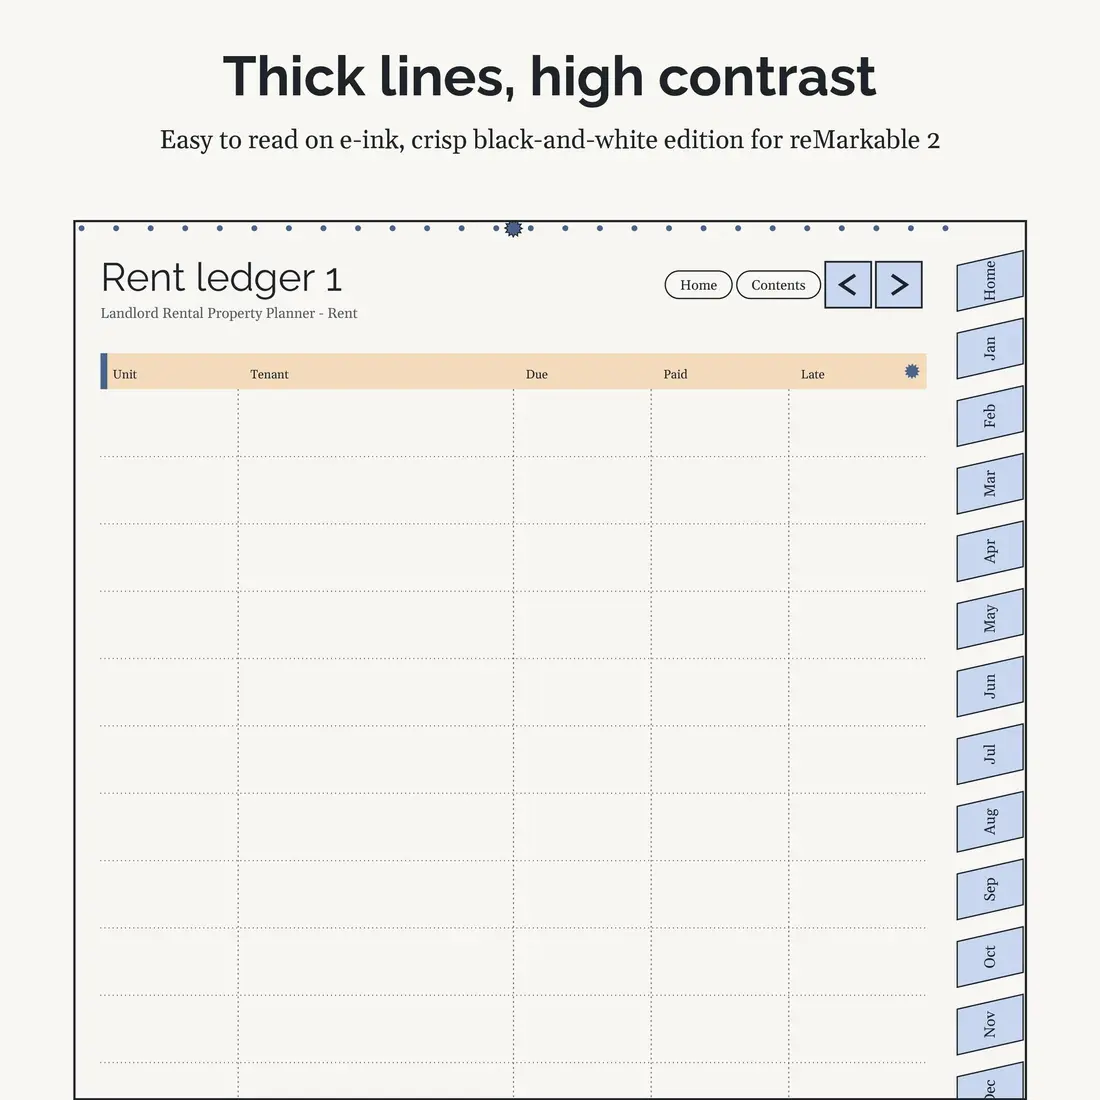 Thick lines, high contrast
Easy to read on e-ink, crisp black-and-white edition for reMarkable 2
Rent ledger 1
Landlord Rental Property Planner - Rent
Home Contents < >
Unit Tenant Due Paid Late
Home
Jan
Feb
Mar
Apr
May
Jun
Jul
Aug
Sep
Oct
Nov
Dec